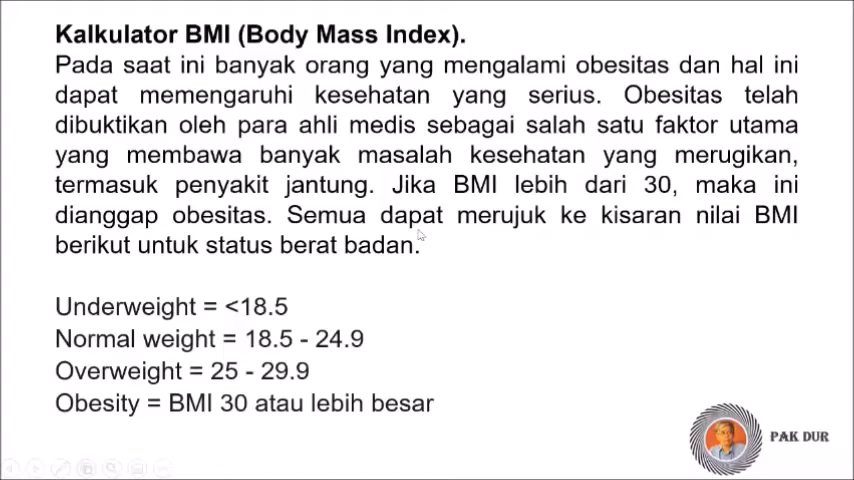 Kalkulator BMI (Body Mass Index).
Pada saat ini banyak orang yang mengalami obesitas dan hal ini
dapat memengaruhi kesehatan yang serius. Obesitas telah
dibuktikan oleh para ahli medis sebagai salah satu faktor utama
yang membawa banyak masalah kesehatan yang merugikan,
termasuk penyakit jantung. Jika BMI lebih dari 30, maka ini
dianggap obesitas. Semua dapat merujuk ke kisaran nilai BMI
berikut untuk status berat badan.
Underweight = <18.5
Normal weight = 18.5 - 24.9
Overweight = 25 - 29.9
Obesity = BMI 30 atau lebih besar
PAK DUR